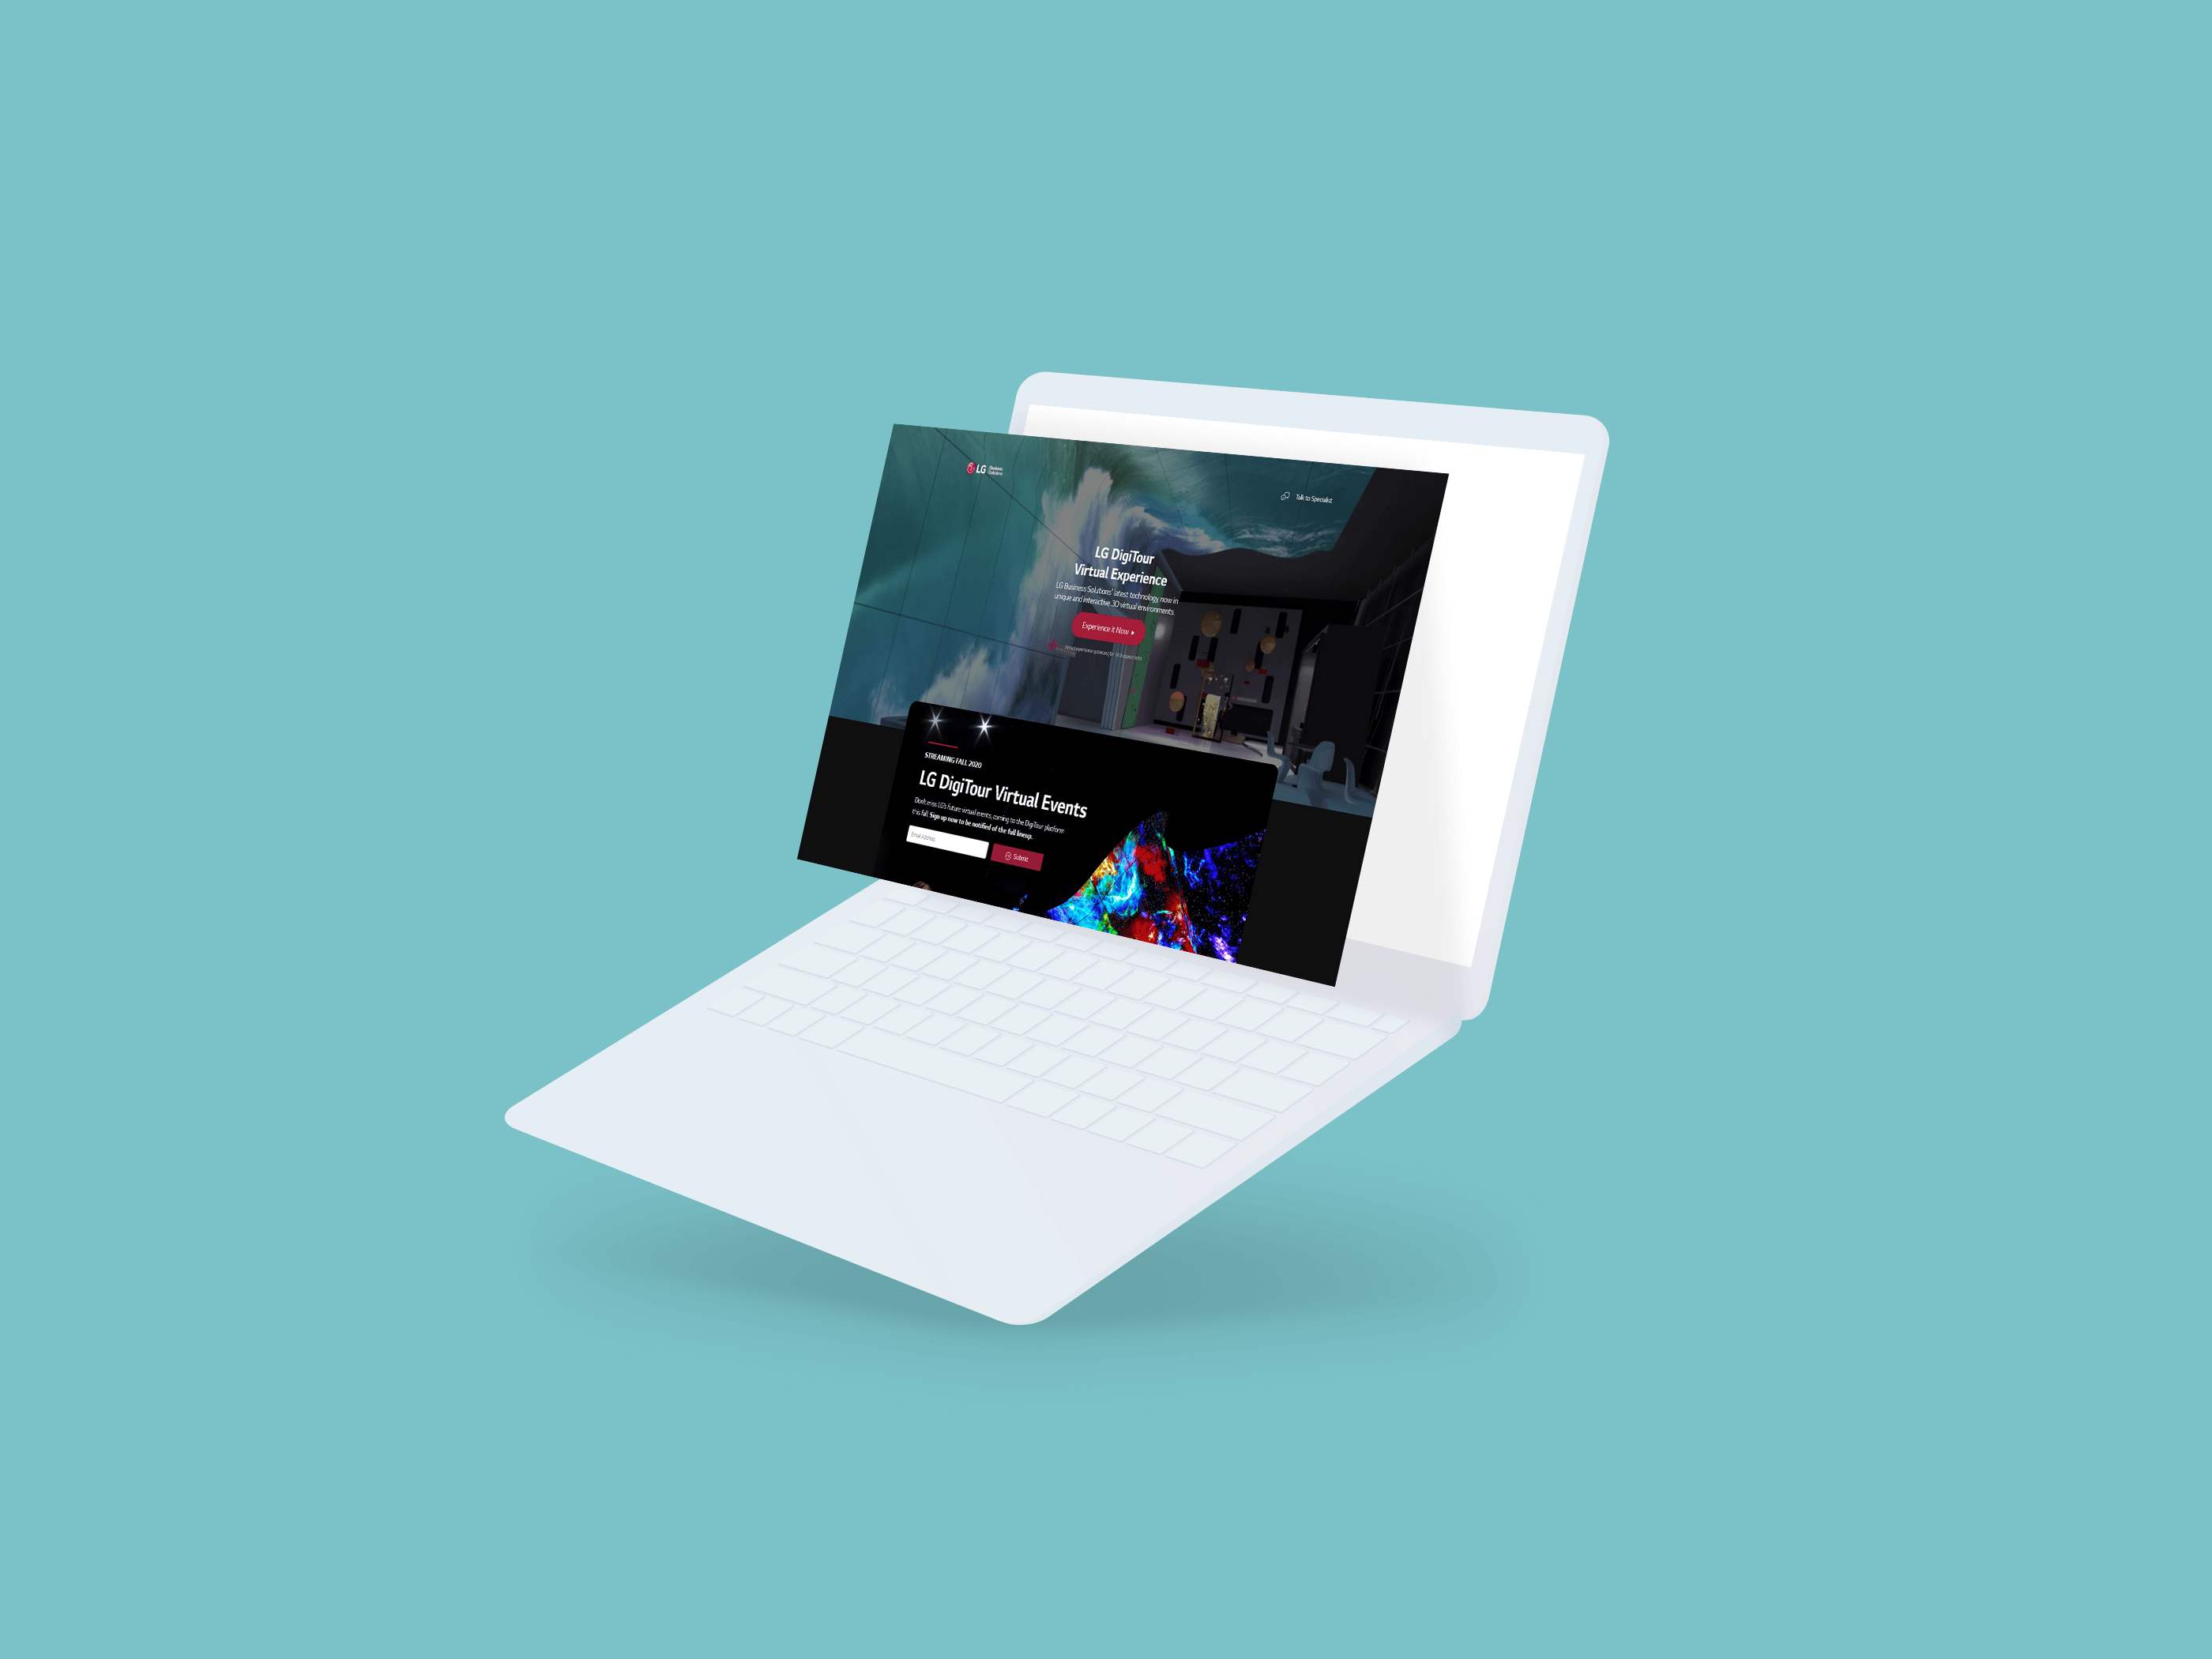 LG Business
Solutions
Talk to Specialist
LG DigiTour
Virtual Experience
LG Business Solutions' latest technology, now in
unique and interactive 3D virtual environments.
Experience it Now
STREAMING FALL 2020
LG DigiTour Virtual Events
Don't miss LG's future virtual events, coming to the DigiTour platform
this fall. Sign up now to be notified of the full lineup.
Email Address
Submit